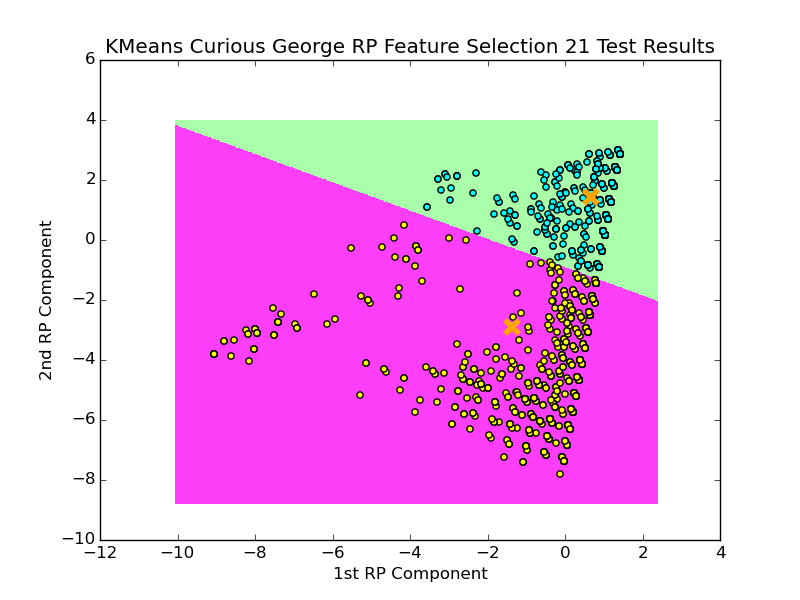 KMeans Curious George RP Feature Selection 21 Test Results
6
4
2
0
−2
−4
−6
−8
−10
2nd RP Component
−12 −10 −8 −6 −4 −2 0 2 4
1st RP Component